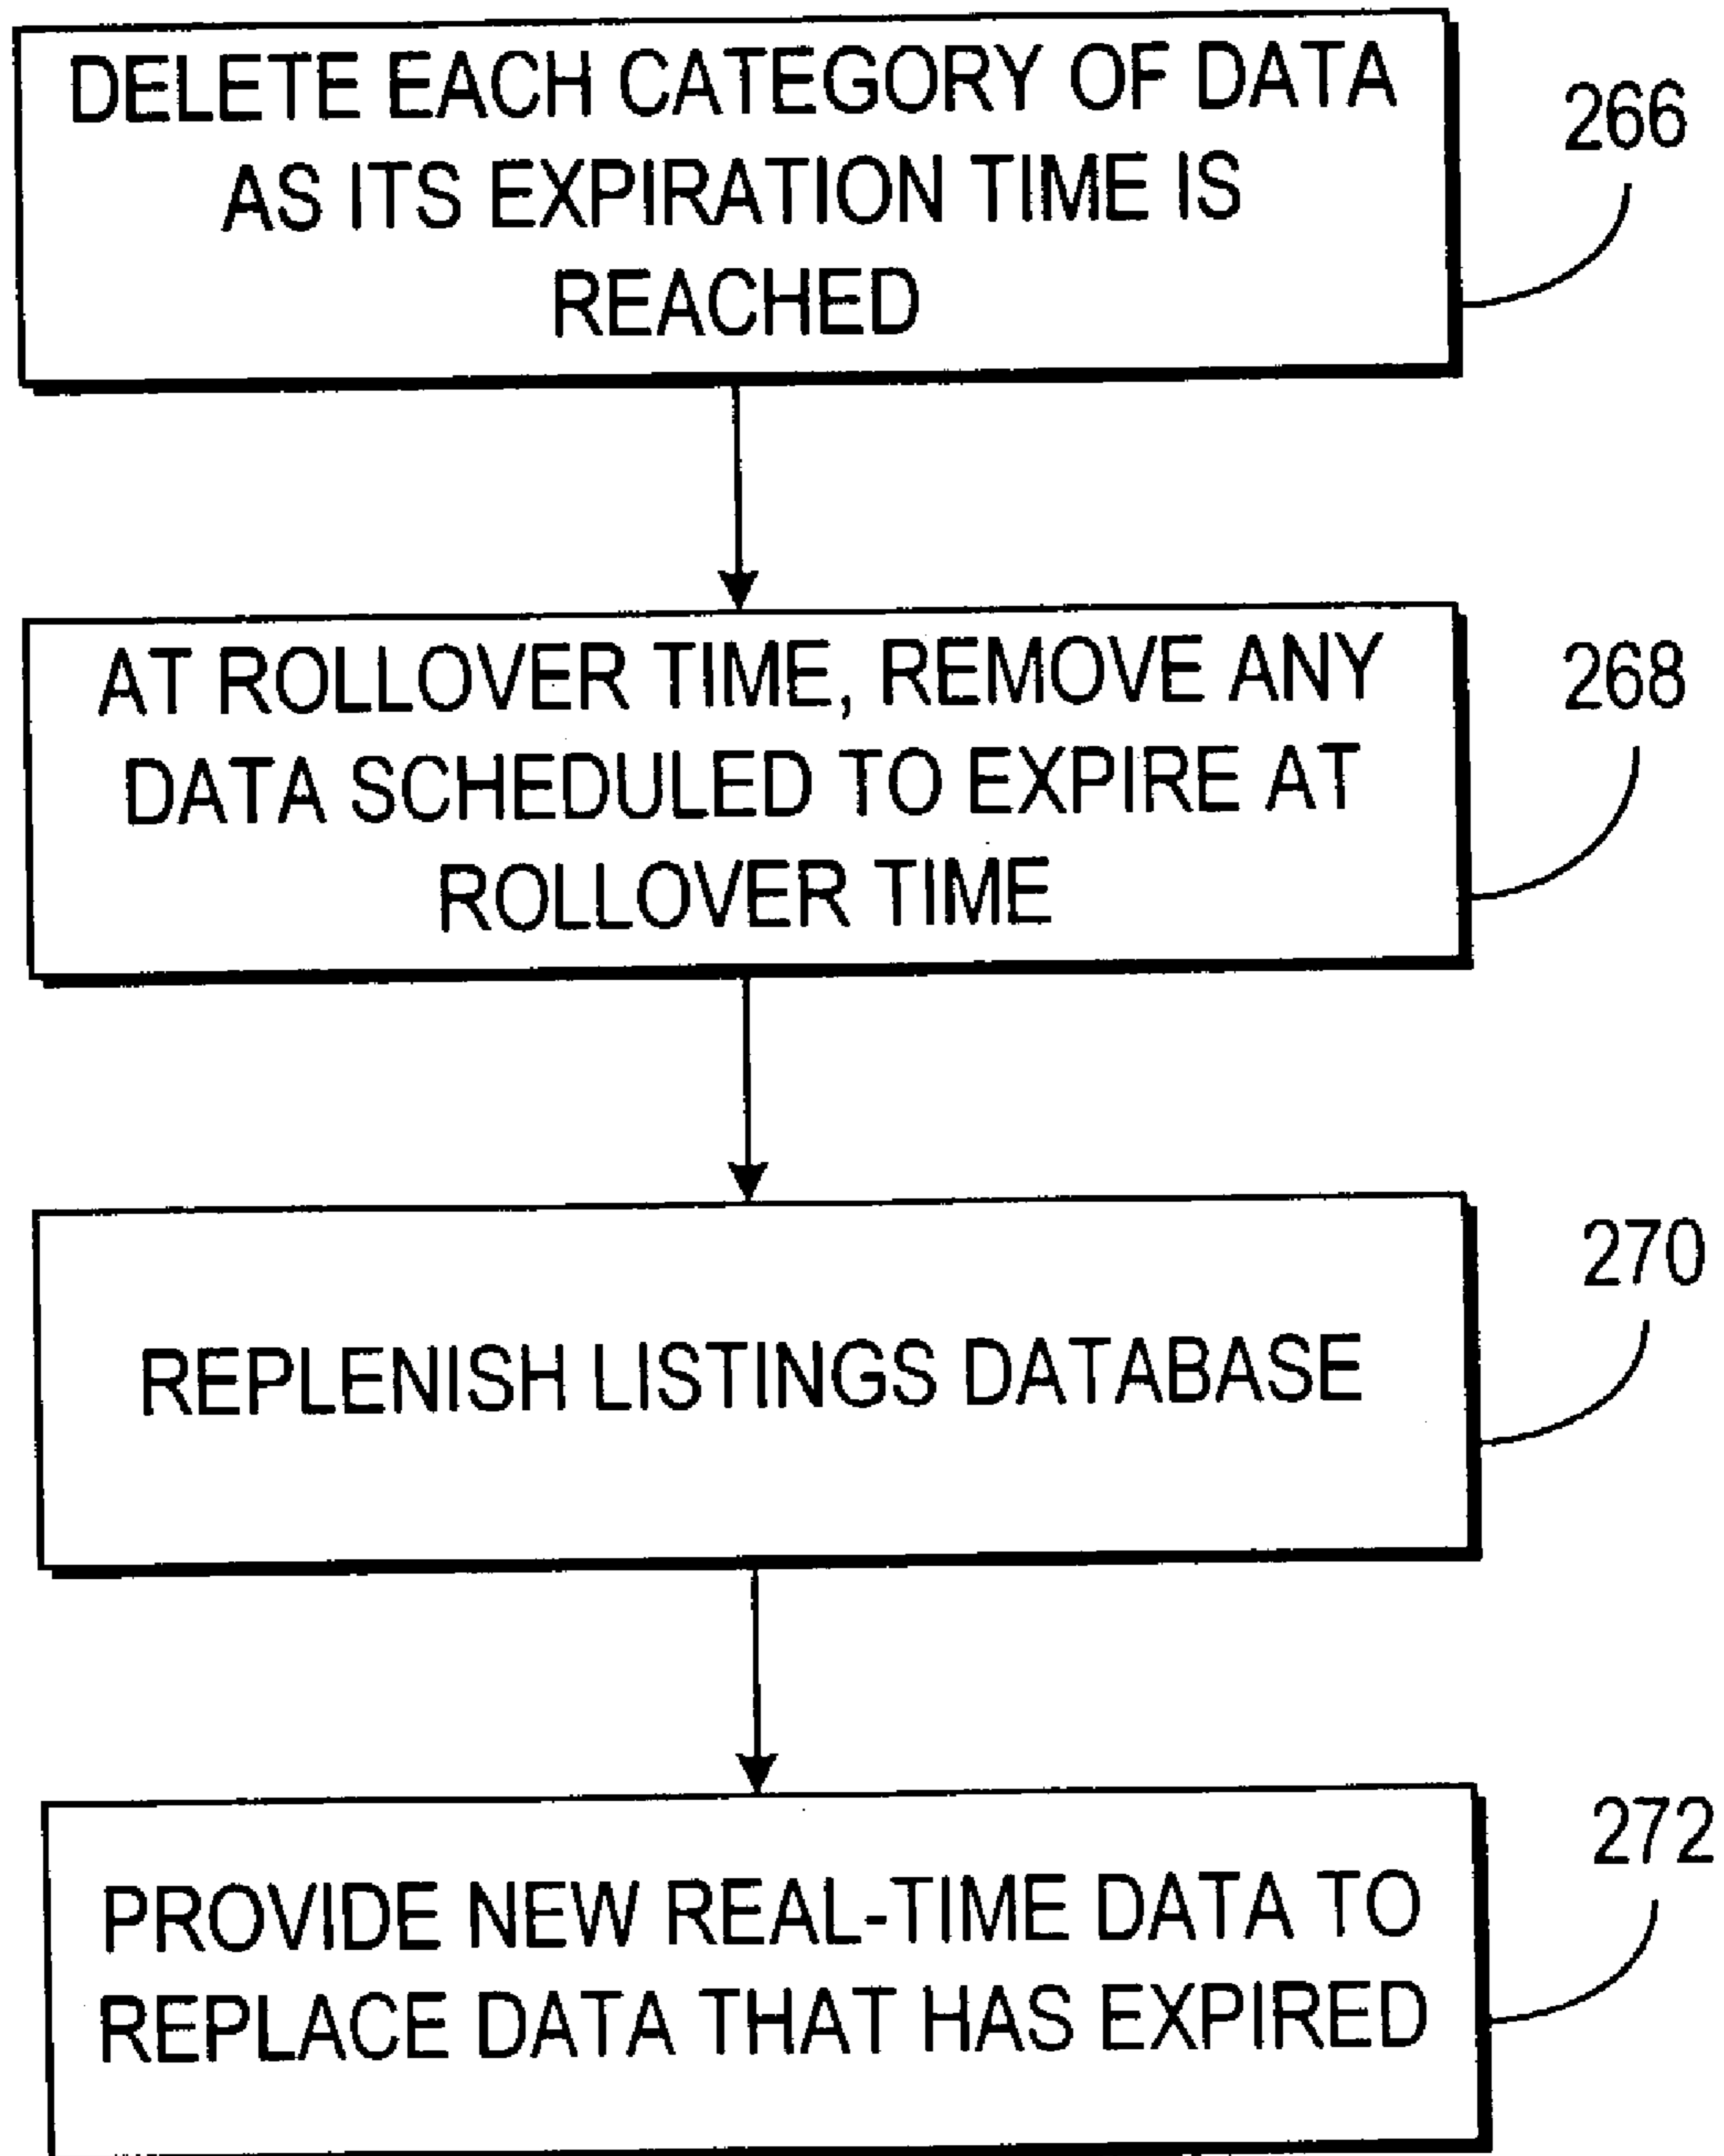 DELETE EACH CATEGORY OF DATA
AS ITS EXPIRATION TIME IS
REACHED
266
AT ROLLOVER TIME, REMOVE ANY
DATA SCHEDULED TO EXPIRE AT
ROLLOVER TIME
268
REPLENISH LISTINGS DATABASE
270
PROVIDE NEW REAL-TIME DATA TO
REPLACE DATA THAT HAS EXPIRED
272